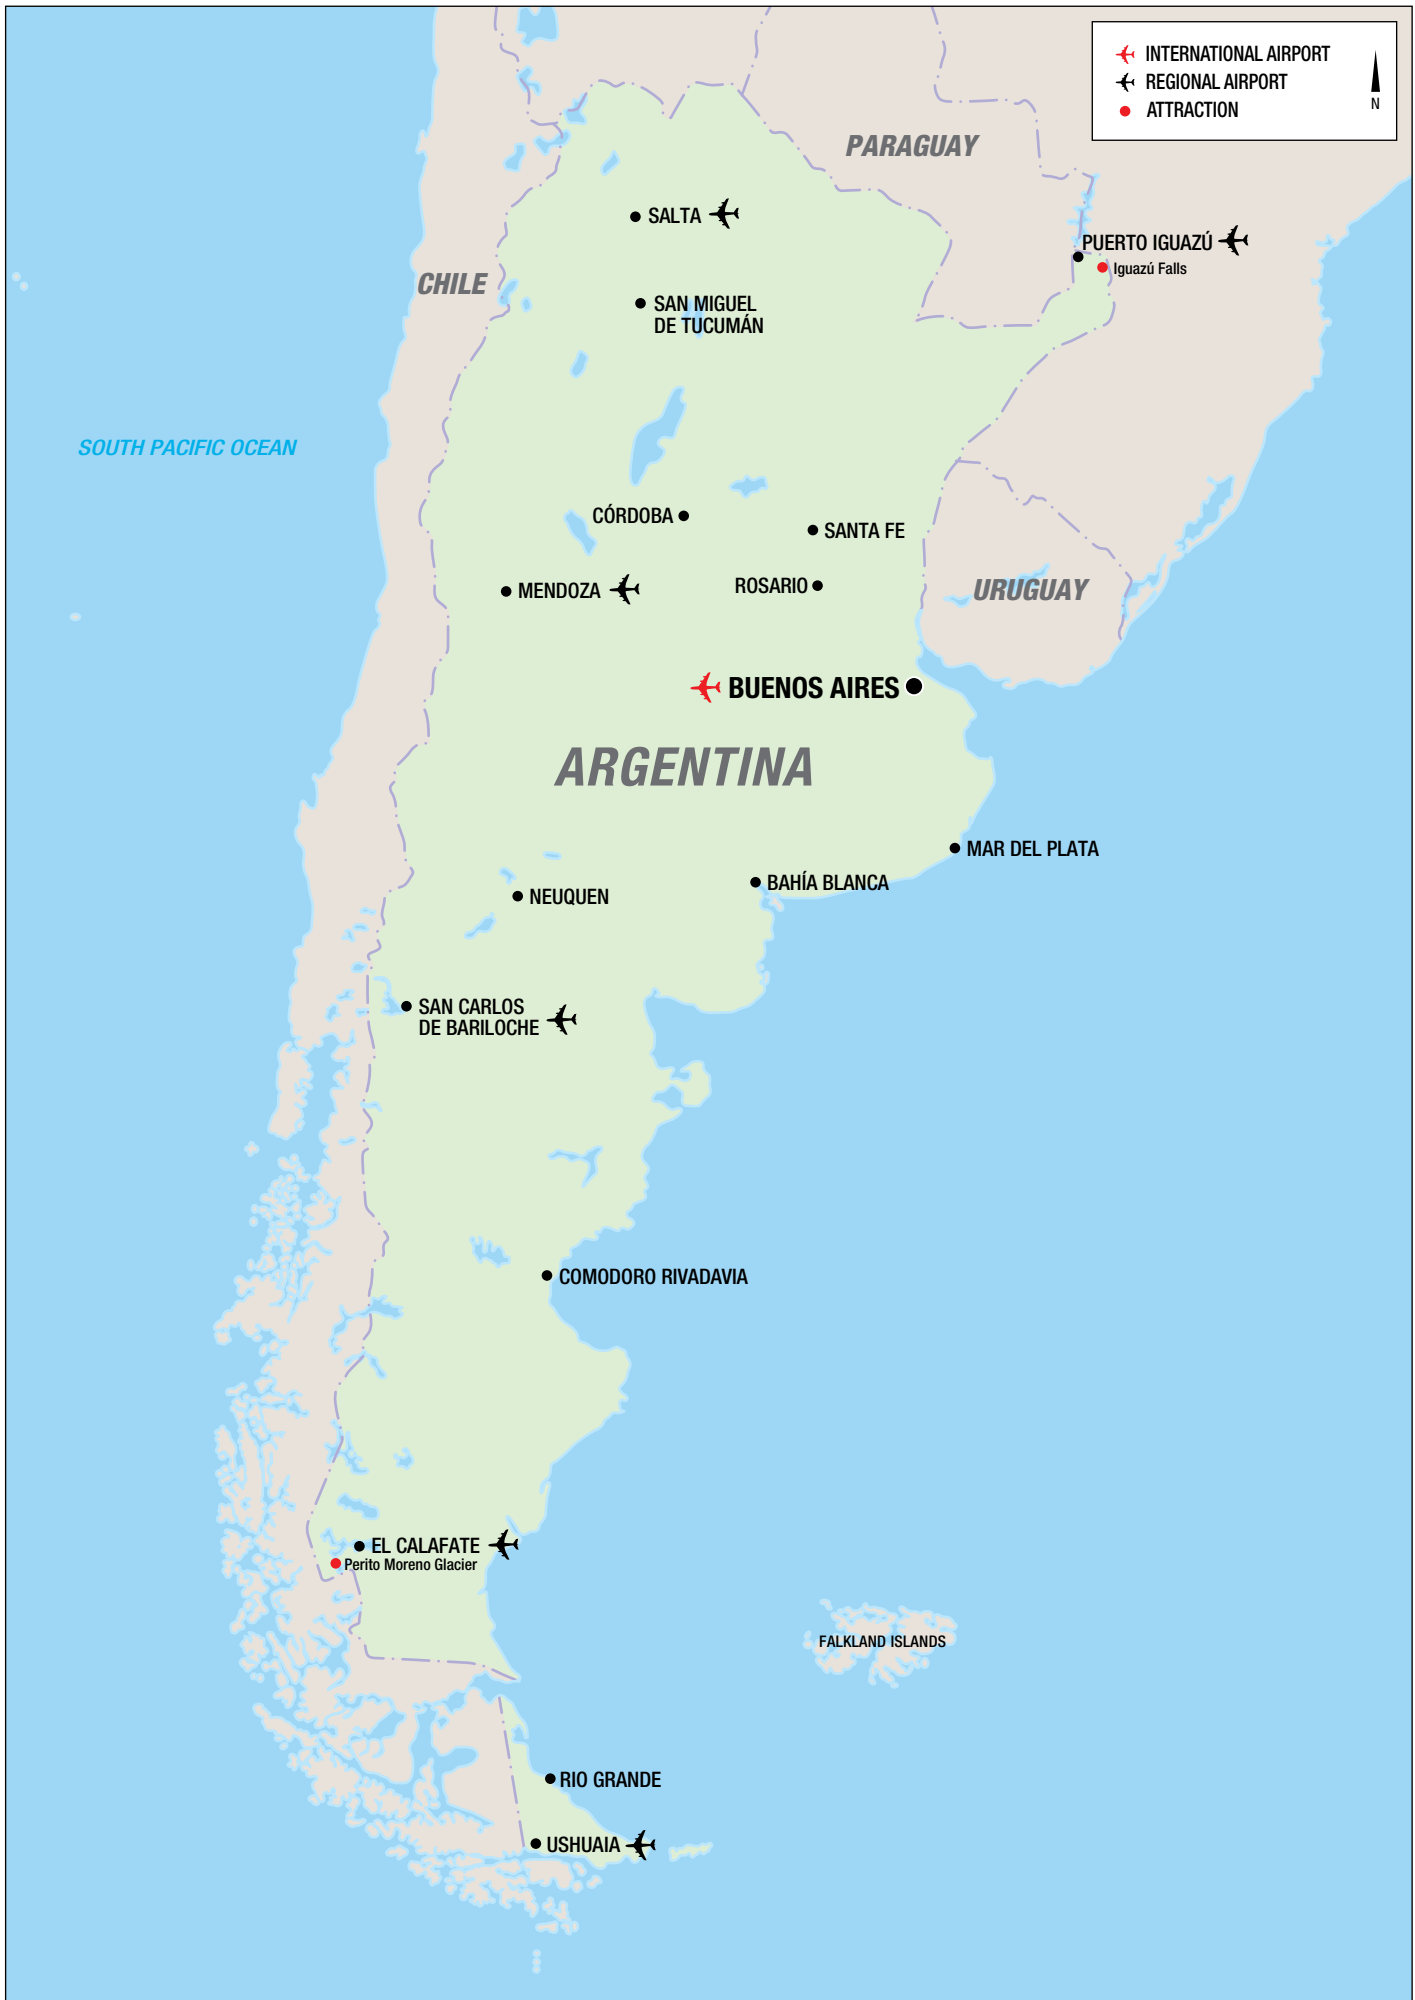 INTERNATIONAL AIRPORT
REGIONAL AIRPORT
ATTRACTION
N
PARAGUAY
SALTA
PUERTO IGUAZÚ
Iguazú Falls
CHILE
SAN MIGUEL
DE TUCUMÁN
SOUTH PACIFIC OCEAN
CÓRDOBA
SANTA FE
MENDOZA
ROSARIO
URUGUAY
BUENOS AIRES
ARGENTINA
MAR DEL PLATA
BAHÍA BLANCA
NEUQUEN
SAN CARLOS
DE BARILOCHE
COMODORO RIVADAVIA
EL CALAFATE
Perito Moreno Glacier
FALKLAND ISLANDS
RIO GRANDE
USHUAIA